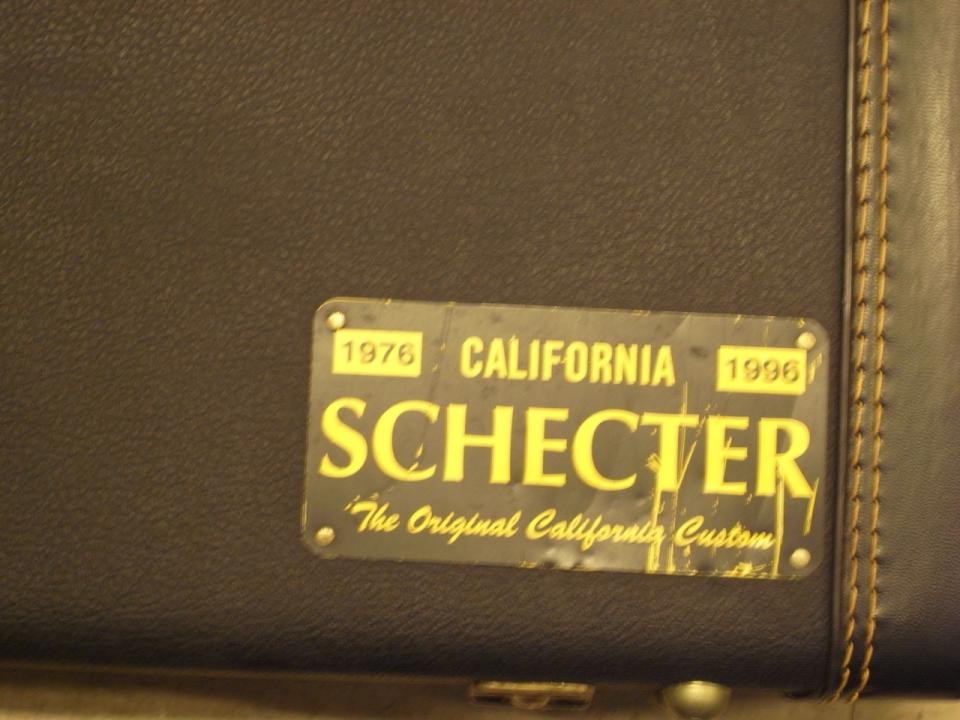 1976 CALIFORNIA 1996
SCHECTER
The Original California Custom